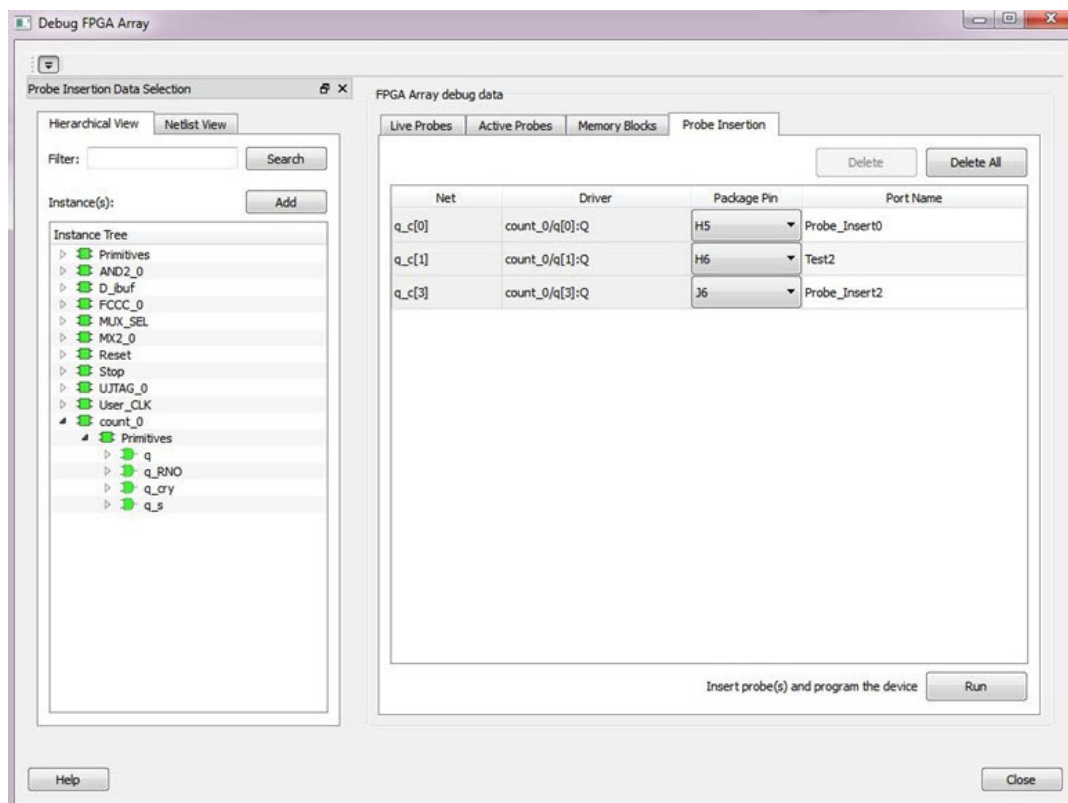 Debug FPGA Array
Probe Insertion Data Selection
Hierarchical View Netlist View
Filter: Search
Instance(s): Add
Instance Tree
Primitives
AND2_0
D_ibuf
FCCC_0
MUX_SEL
MX2_0
Reset
Stop
UJTAG_0
User_CLK
count_0
Primitives
q
q_RNO
q_cry
q_s
FPGA Array debug data
Live Probes Active Probes Memory Blocks Probe Insertion
Delete Delete All
Net Driver Package Pin Port Name
q_c[0] count_0/q[0]:Q H5 Probe_Insert0
q_c[1] count_0/q[1]:Q H6 Test2
q_c[3] count_0/q[3]:Q J6 Probe_Insert2
Insert probe(s) and program the device Run
Help Close